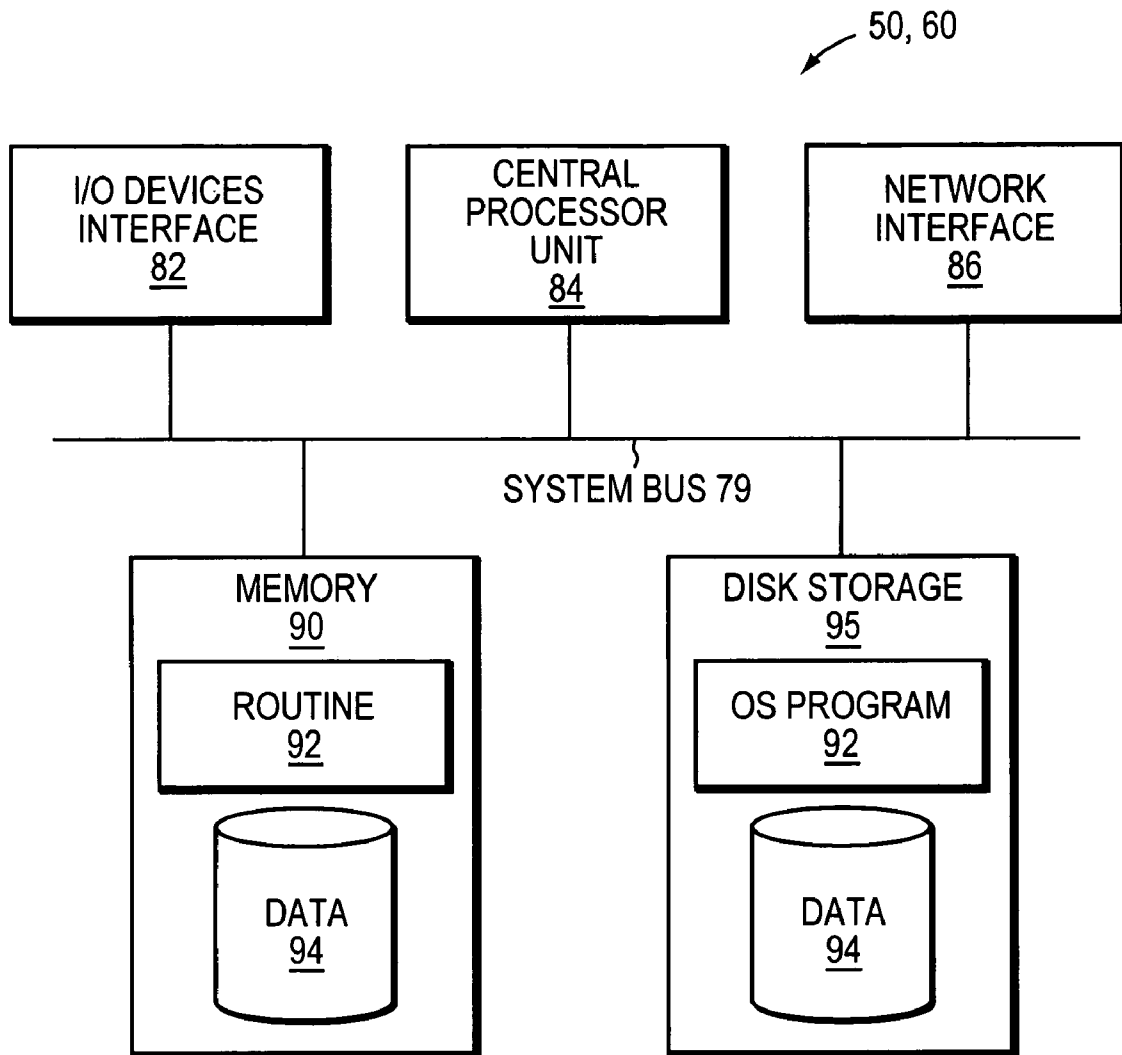 50, 60
I/O DEVICES
INTERFACE
82
CENTRAL
PROCESSOR
UNIT
84
NETWORK
INTERFACE
86
SYSTEM BUS 79
MEMORY
90
ROUTINE
92
DATA
94
DISK STORAGE
95
OS PROGRAM
92
DATA
94